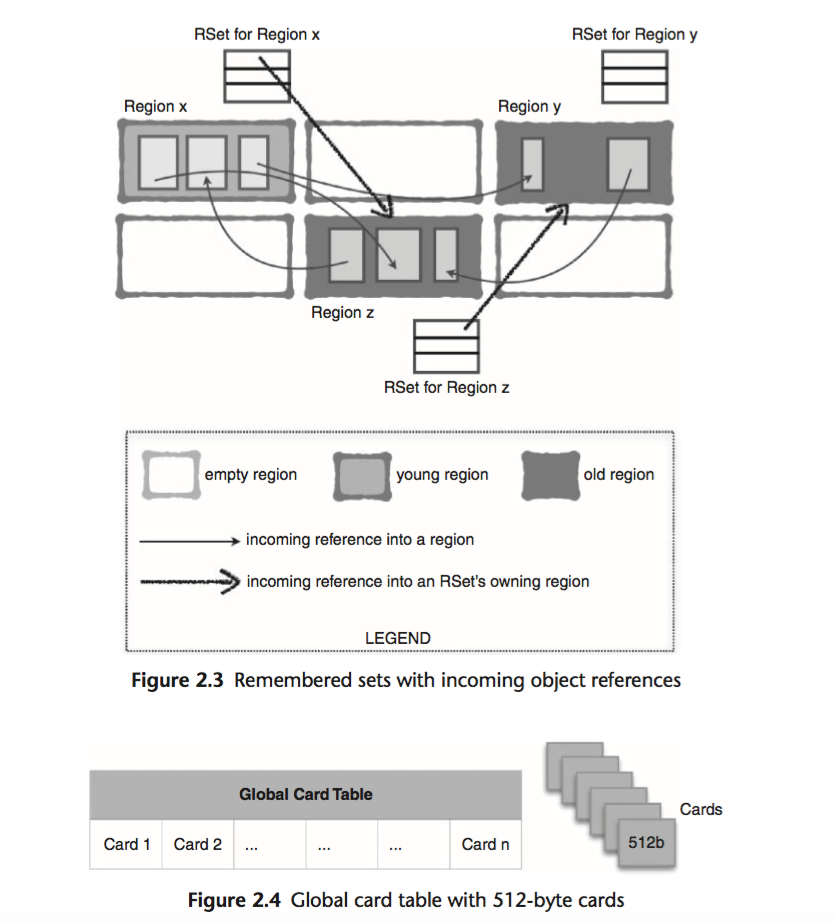 RSet for Region x
RSet for Region y
Region x
Region y
Region z
RSet for Region z
empty region
young region
old region
incoming reference into a region
incoming reference into an RSet's owning region
LEGEND
Figure 2.3 Remembered sets with incoming object references
Global Card Table
Card 1 Card 2 ... ... ... Card n
Cards
512b
Figure 2.4 Global card table with 512-byte cards